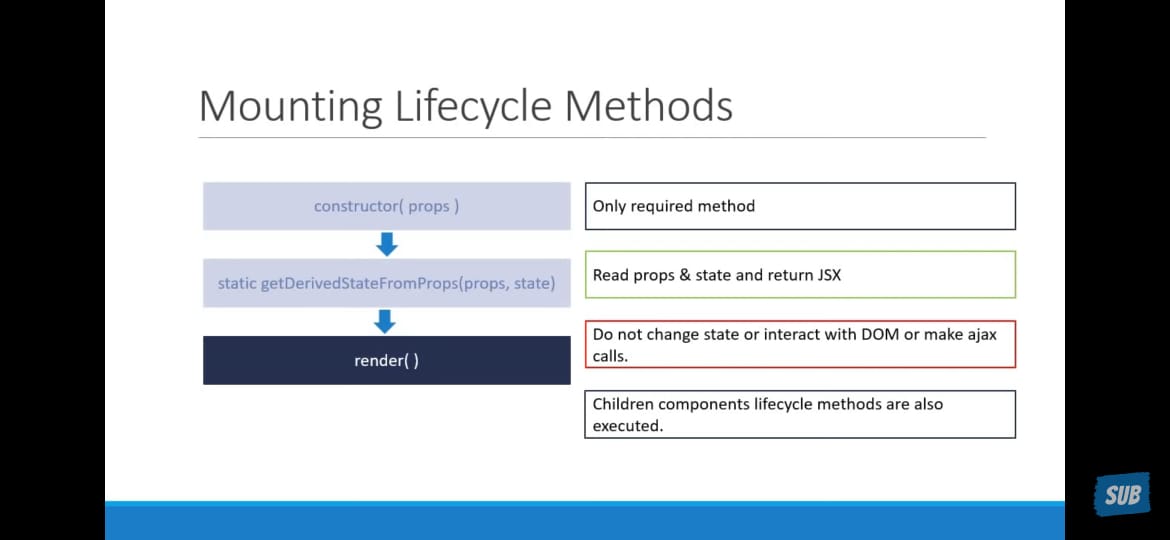 Mounting Lifecycle Methods
constructor( props )
static getDerivedStateFromProps(props, state)
render( )
Only required method
Read props & state and return JSX
Do not change state or interact with DOM or make ajax
calls.
Children components lifecycle methods are also
executed.
SUB